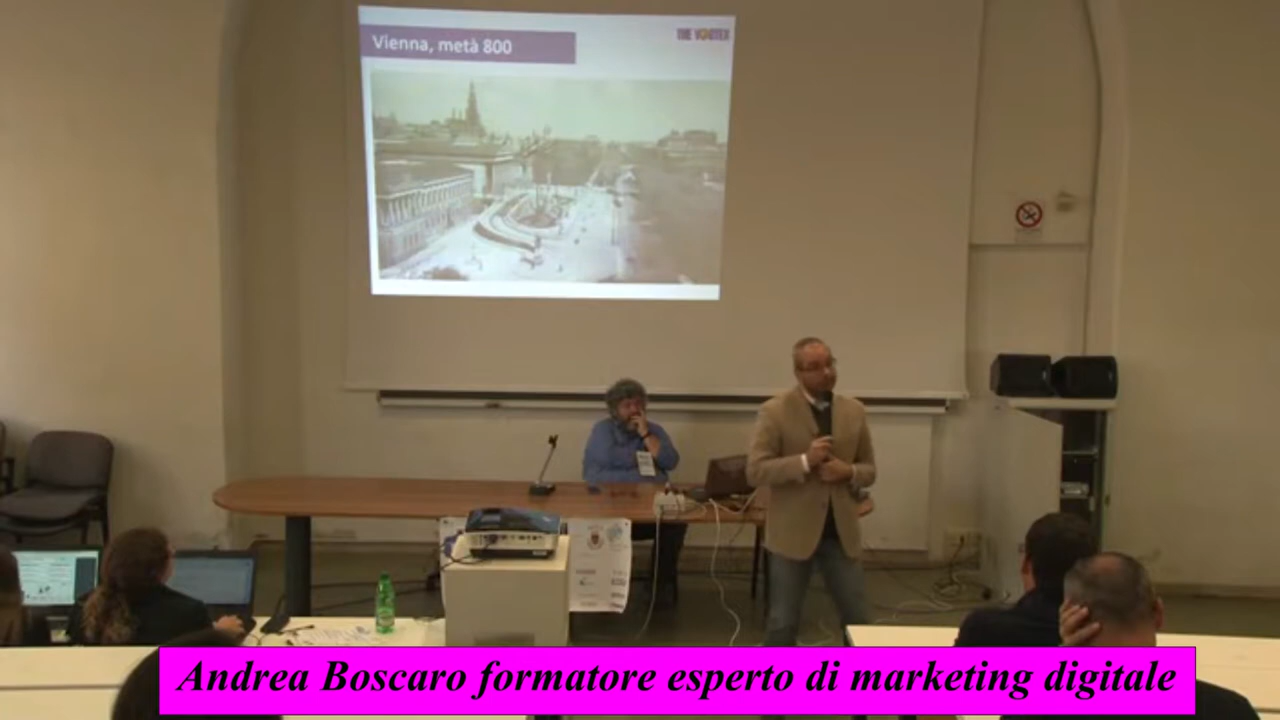 Vienna, metà 800
THE VORTEX
Andrea Boscaro formatore esperto di marketing digitale